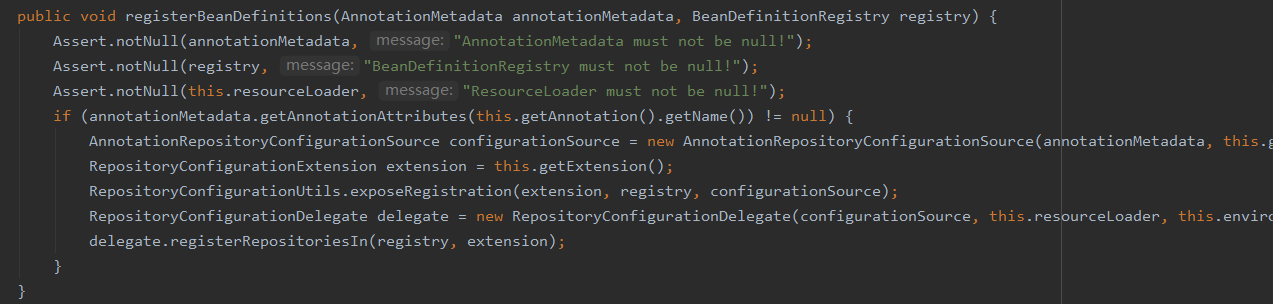 public void registerBeanDefinitions(AnnotationMetadata annotationMetadata, BeanDefinitionRegistry registry) {
Assert.notNull(annotationMetadata, message: "AnnotationMetadata must not be null!");
Assert.notNull(registry, message: "BeanDefinitionRegistry must not be null!");
Assert.notNull(this.resourceLoader, message: "ResourceLoader must not be null!");
if (annotationMetadata.getAnnotationAttributes(this.getAnnotation().getName()) != null) {
AnnotationRepositoryConfigurationSource configurationSource = new AnnotationRepositoryConfigurationSource(annotationMetadata, this.g
RepositoryConfigurationExtension extension = this.getExtension();
RepositoryConfigurationUtils.exposeRegistration(extension, registry, configurationSource);
RepositoryConfigurationDelegate delegate = new RepositoryConfigurationDelegate(configurationSource, this.resourceLoader, this.enviro
delegate.registerRepositoriesIn(registry, extension);
}
}